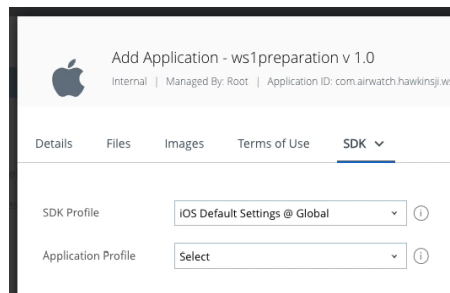 Add Application - ws1preparation v 1.0
Internal | Managed By: Root | Application ID: com.airwatch.hawkinsji.ws
Details Files Images Terms of Use SDK
SDK Profile iOS Default Settings @ Global
Application Profile Select